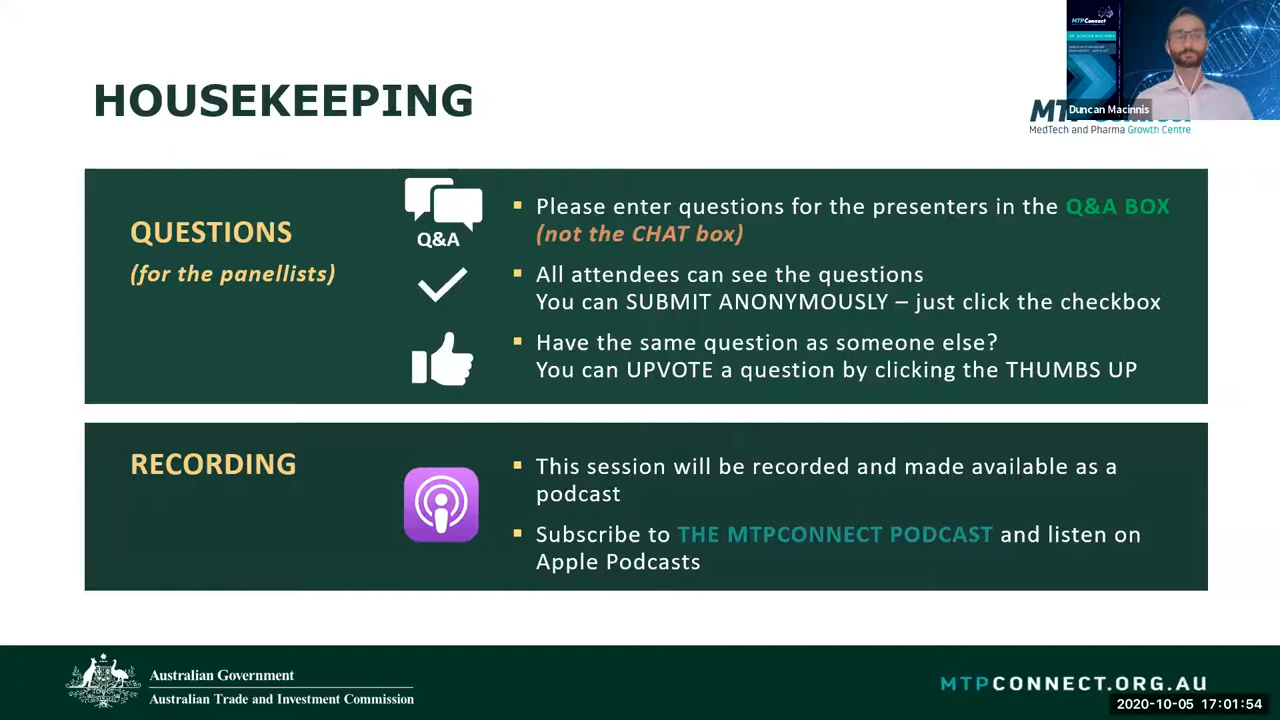 HOUSEKEEPING
MTPConnect
Duncan Macinnis
MedTech and Pharma Growth Centre
QUESTIONS
(for the panellists)
Q&A
Please enter questions for the presenters in the Q&A BOX
(not the CHAT box)
All attendees can see the questions
You can SUBMIT ANONYMOUSLY – just click the checkbox
Have the same question as someone else?
You can UPVOTE a question by clicking the THUMBS UP
RECORDING
This session will be recorded and made available as a
podcast
Subscribe to THE MTPCONNECT PODCAST and listen on
Apple Podcasts
Australian Government
Australian Trade and Investment Commission
MTPCONNECT.ORG.AU
2020-10-05 17:01:54